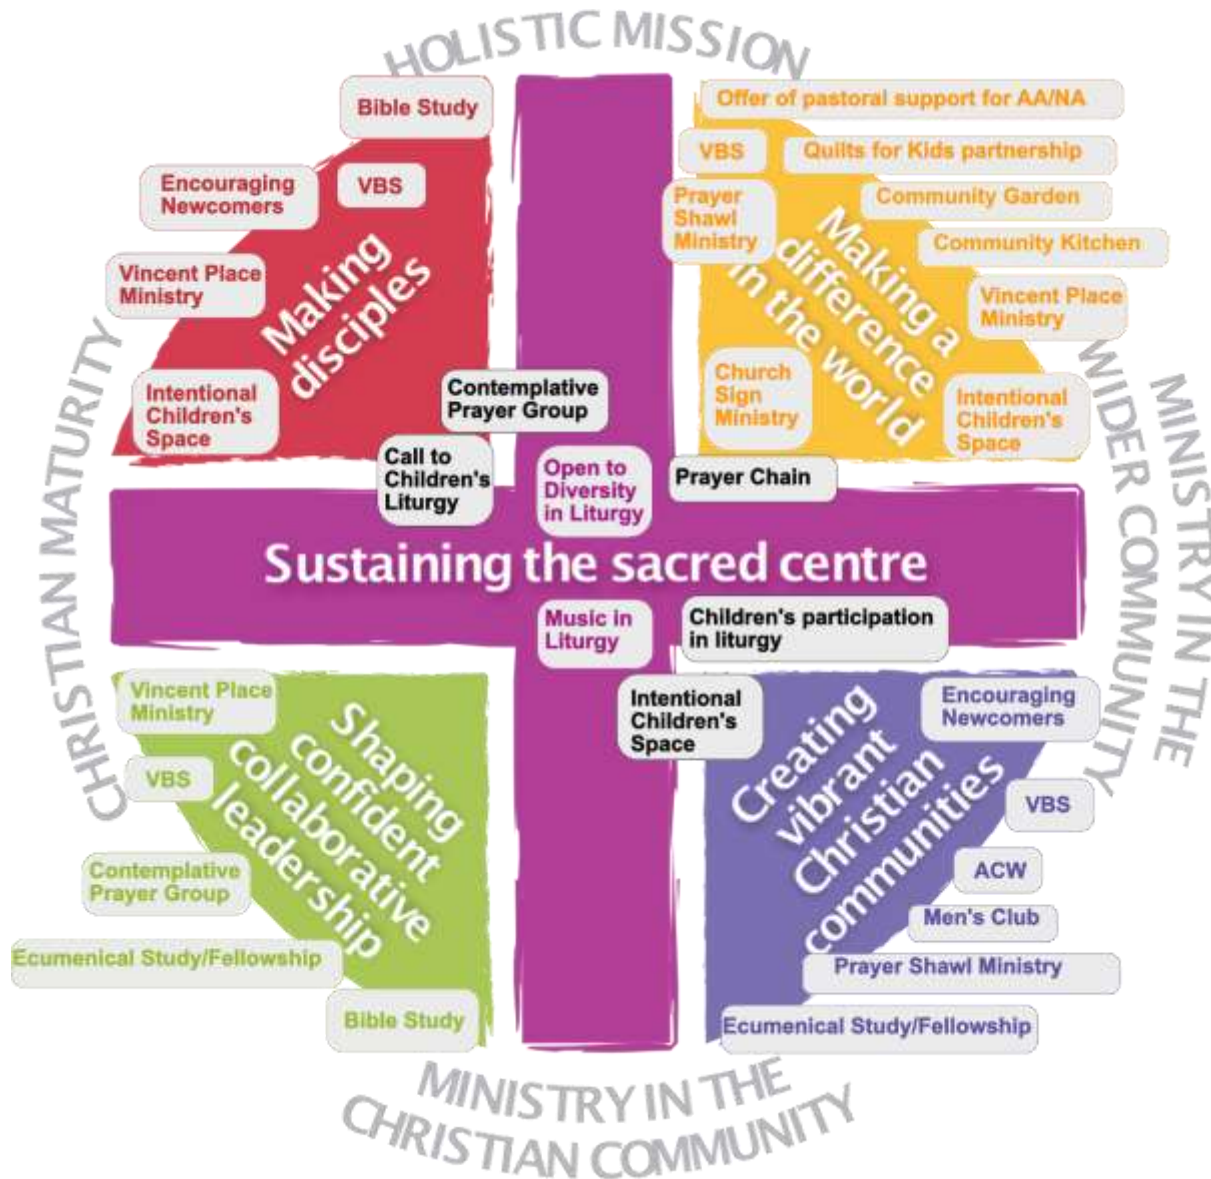 HOLISTIC MISSION
Bible Study
VBS
Encouraging
Newcomers
Vincent Place
Ministry
Intentional
Children's
Space
Making
disciples
Offer of pastoral support for AA/NA
VBS
Quilts for Kids partnership
Prayer
Shawl
Ministry
Community Garden
Community Kitchen
Vincent Place
Ministry
Church
Sign
Ministry
Intentional
Children's
Space
Making a
difference
in the world
CHRISTIAN MATURITY
MINISTRY IN THE
WIDER COMMUNITY
Contemplative
Prayer Group
Call to
Children's
Liturgy
Open to
Diversity
in Liturgy
Prayer Chain
Sustaining the sacred centre
Music in
Liturgy
Children's participation
in liturgy
Intentional
Children's
Space
Vincent Place
Ministry
VBS
Contemplative
Prayer Group
Ecumenical Study/Fellowship
Bible Study
Shaping
confident
collaborative
leadership
Creating
vibrant
Christian
communities
Encouraging
Newcomers
VBS
ACW
Men's Club
Prayer Shawl Ministry
Ecumenical Study/Fellowship
MINISTRY IN THE
CHRISTIAN COMMUNITY